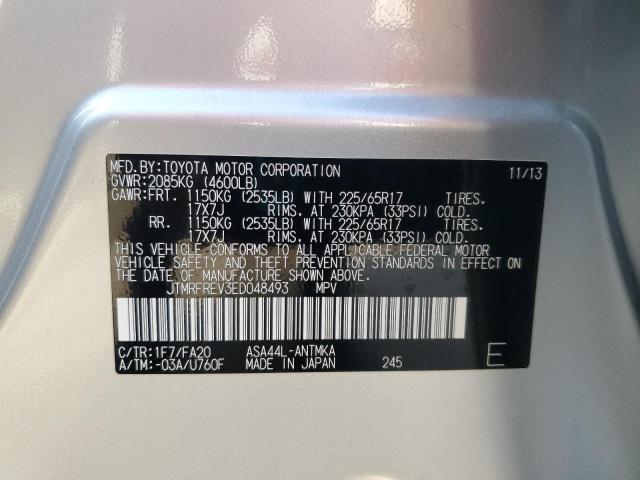 MFD.BY:TOYOTA MOTOR CORPORATION 11/13
GVWR:2085KG (4600LB)
GAWR:FRT. 1150KG (2535LB) WITH 225/65R17 TIRES.
17X7J RIMS. AT 230KPA (33PSI) COLD.
RR. 1150KG (2535LB) WITH 225/65R17 TIRES.
17X7J RIMS. AT 230KPA (33PSI) COLD.
THIS VEHICLE CONFORMS TO ALL APPLICABLE FEDERAL MOTOR
VEHICLE SAFETY AND THEFT PREVENTION STANDARDS IN EFFECT ON
THE DATE OF MANUFACTURE SHOWN ABOVE.
JTMRFREV3ED048493 MPV
C/TR:1F7/FA20 ASA44L-ANTMKA
A/TM:-03A/U760F MADE IN JAPAN 245 E